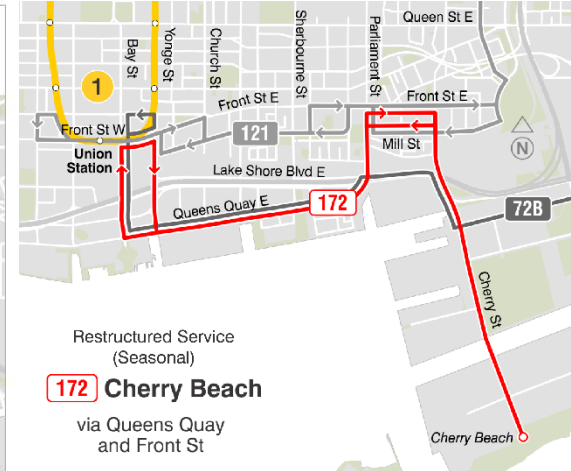 Queen St E
Bay St
Yonge St
Church St
Sherbourne St
Parliament St
1
Front St E
Front St E
Front St W
121
Mill St
N
Union
Station
Lake Shore Blvd E
Queens Quay E
172
72B
Cherry St
Restructured Service
(Seasonal)
172 Cherry Beach
via Queens Quay
and Front St
Cherry Beach